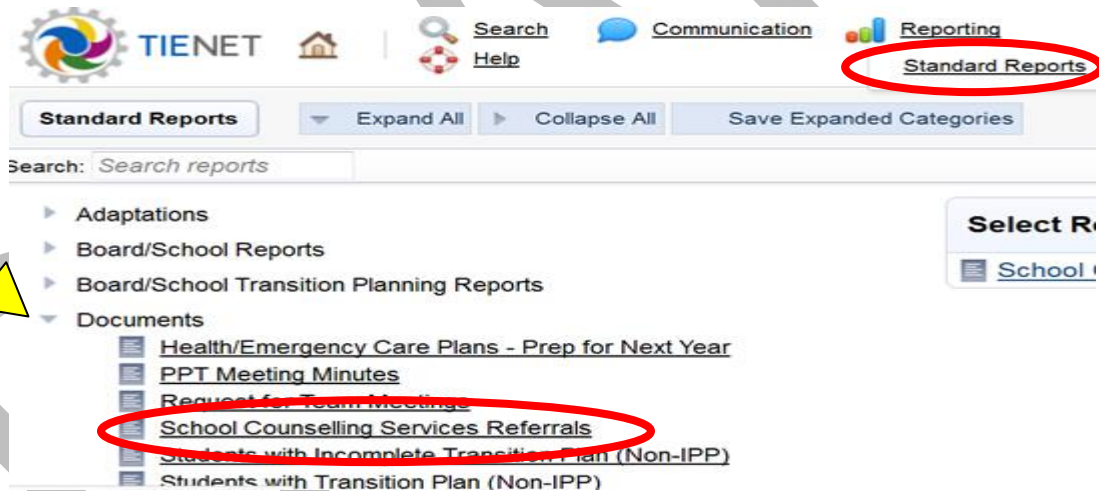 TIENET
Search
Communication
Reporting
Help
Standard Reports
Standard Reports
Expand All
Collapse All
Save Expanded Categories
Search: Search reports
Adaptations
Board/School Reports
Board/School Transition Planning Reports
Documents
Health/Emergency Care Plans - Prep for Next Year
PPT Meeting Minutes
Request for Team Meetings
School Counselling Services Referrals
Students with Incomplete Transition Plan (Non-IPP)
Students with Transition Plan (Non-IPP)
Select
School